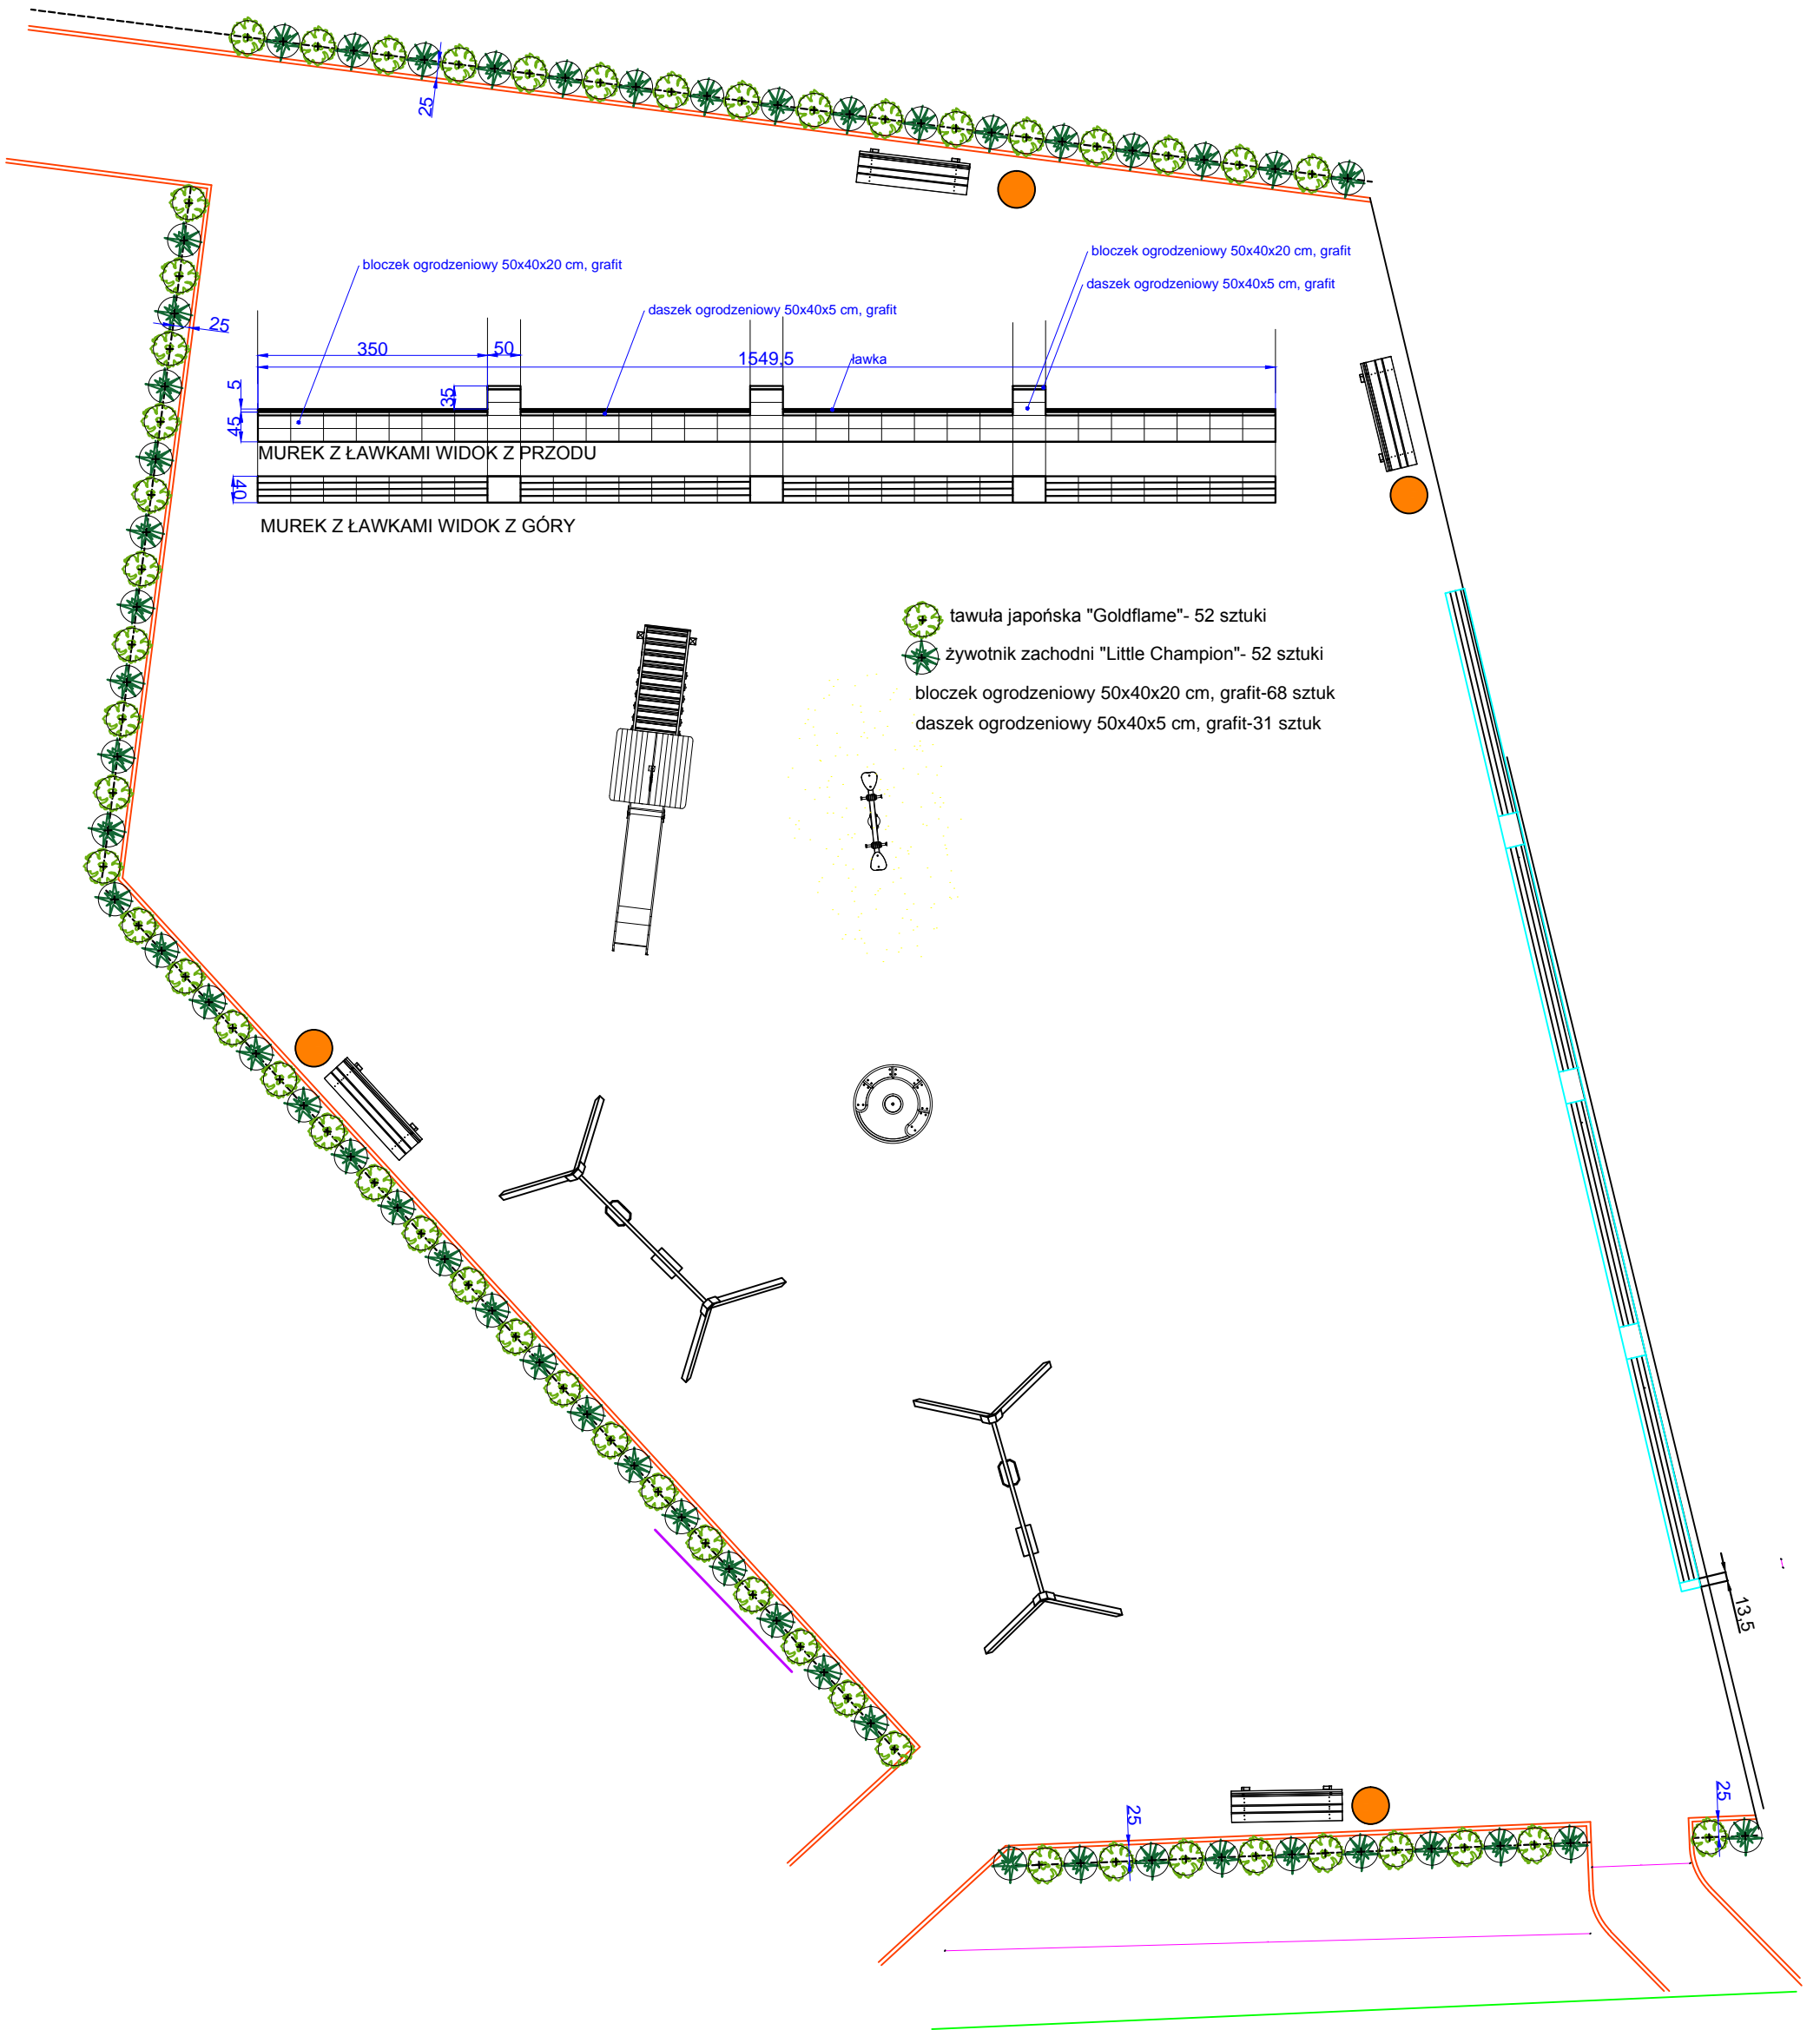 25
bloczek ogrodzeniowy 50x40x20 cm, grafit
bloczek ogrodzeniowy 50x40x20 cm, grafit
daszek ogrodzeniowy 50x40x5 cm, grafit
daszek ogrodzeniowy 50x40x5 cm, grafit
25
350
50
1549,5
ławka
5
35
45
MUREK Z ŁAWKAMI WIDOK Z PRZODU
40
MUREK Z ŁAWKAMI WIDOK Z GÓRY
tawuła japońska "Goldflame"- 52 sztuki
żywotnik zachodni "Little Champion"- 52 sztuki
bloczek ogrodzeniowy 50x40x20 cm, grafit-68 sztuk
daszek ogrodzeniowy 50x40x5 cm, grafit-31 sztuk
13,5
25
25